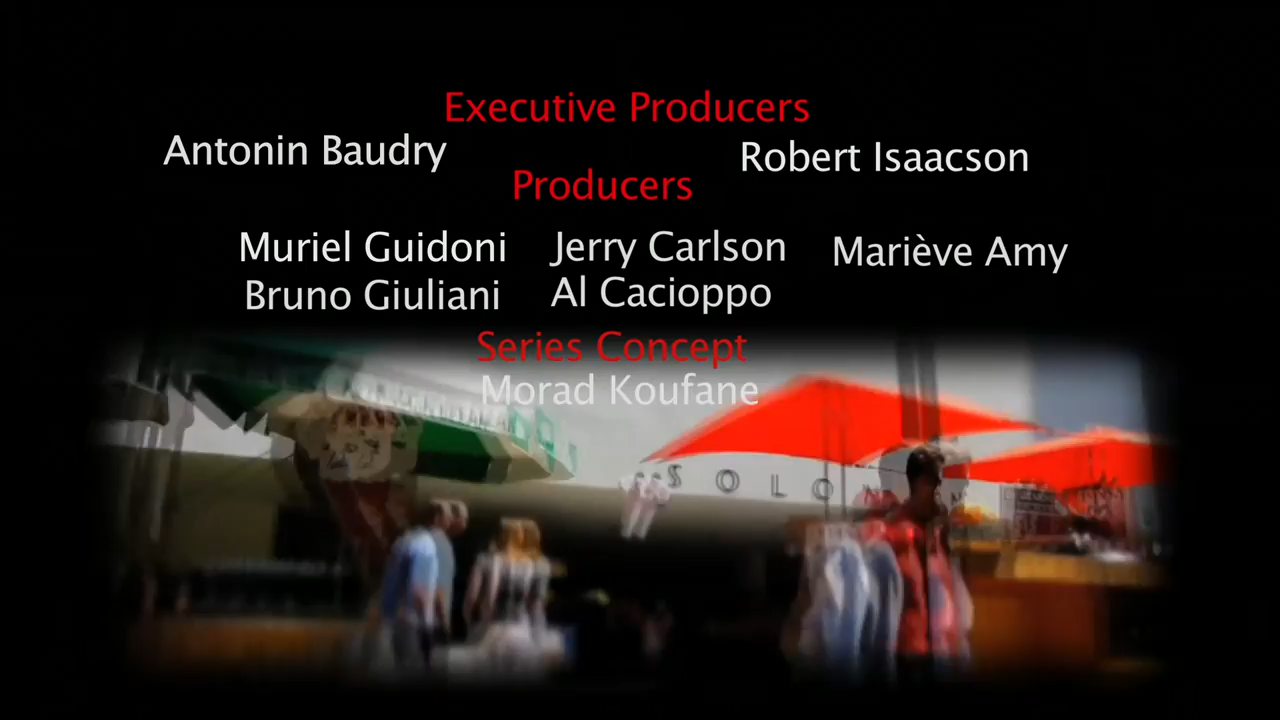 Executive Producers
Antonin Baudry Robert Isaacson
Producers
Muriel Guidoni Jerry Carlson Mariève Amy
Bruno Giuliani Al Cacioppo
Series Concept
Morad Koufane
SOLO